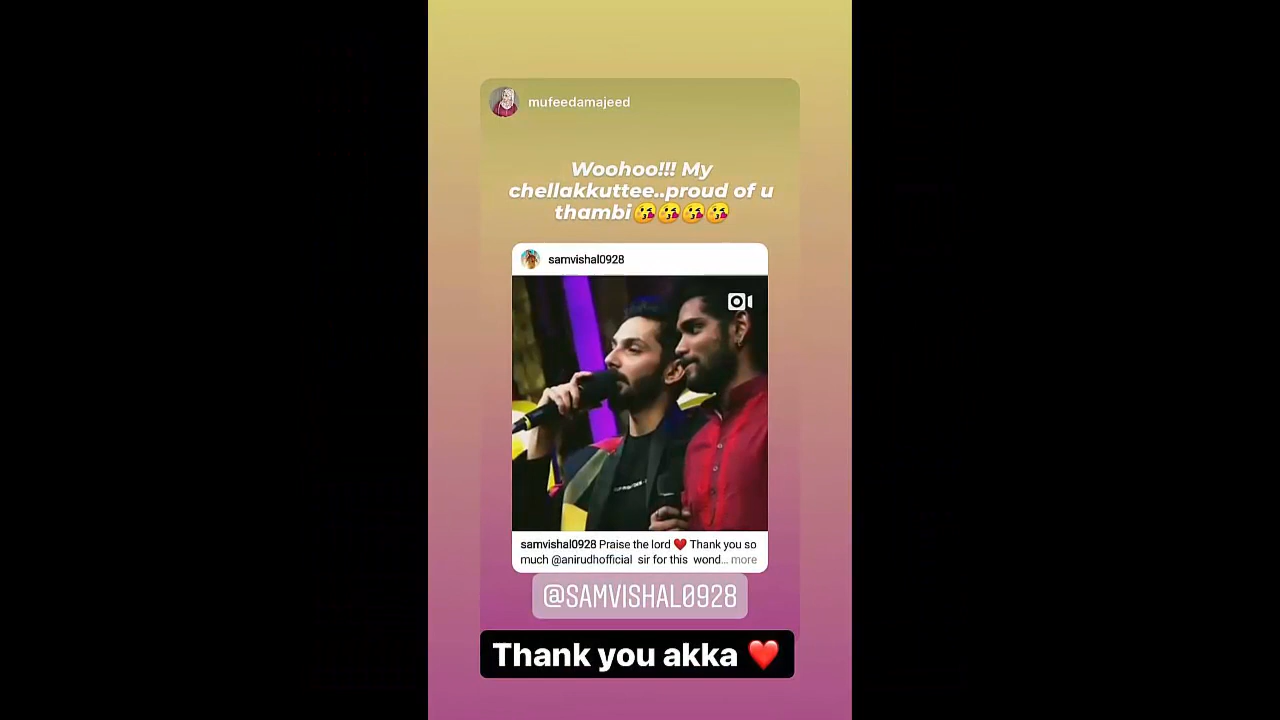 mufeedamajeed
Woohoo!!! My
chellakkuttee..proud of u
thambi😘😘😘😘
samvishal0928
samvishal0928 Praise the lord ❤️ Thank you so
much @anirudhofficial sir for this wond... more
@SAMVISHAL0928
Thank you akka ❤️